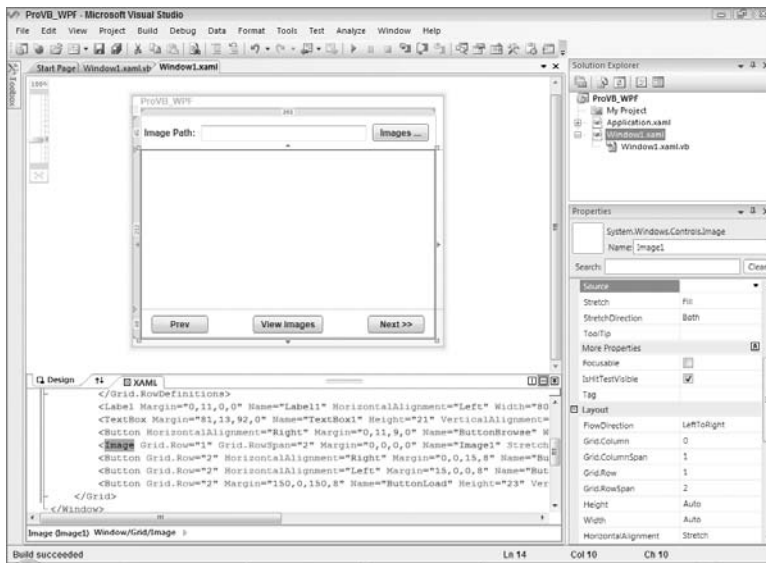 ProVB_WPF - Microsoft Visual Studio
File Edit View Project Build Debug Data Format Tools Test Analyze Window Help
Toolbox
Start Page Window1.xaml.vb Window1.xaml
100%
ProVB_WPF
Image Path:
Images ...
Prev
View Images
Next >>
Design XAML
</Grid.RowDefinitions>
<Label Margin="0,11,0,0" Name="Label1" HorizontalAlignment="Left" Width="80
<TextBox Margin="81,13,92,0" Name="TextBox1" Height="21" VerticalAlignment=
<Button HorizontalAlignment="Right" Margin="0,11,9,0" Name="ButtonBrowse" W
<Image Grid.Row="1" Grid.RowSpan="2" Margin="0,0,0,0" Name="Image1" Stretch
<Button Grid.Row="2" HorizontalAlignment="Right" Margin="0,0,15,8" Name="Bu
<Button Grid.Row="2" HorizontalAlignment="Left" Margin="15,0,0,8" Name="But
<Button Grid.Row="2" Margin="150,0,150,8" Name="ButtonLoad" Height="23" Ver
</Grid>
</Window>
Image (Image1) Window/Grid/Image
Solution Explorer
ProVB_WPF
My Project
Application.xaml
Window1.xaml
Window1.xaml.vb
Properties
System.Windows.Controls.Image
Name: Image1
Search: Clear
Source
Stretch Fill
StretchDirection Both
ToolTip
More Properties
Focusable
IsHitTestVisible
Tag
Layout
FlowDirection LeftToRight
Grid.Column 0
Grid.ColumnSpan 1
Grid.Row 1
Grid.RowSpan 2
Height Auto
Width Auto
HorizontalAlignment Stretch
Build succeeded Ln 14 Col 10 Ch 10